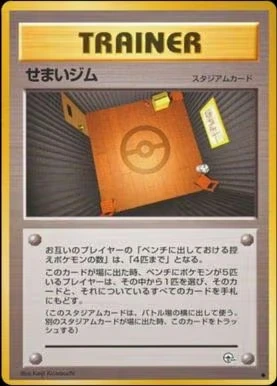 TRAINER
せまいジム
スタジアムカード
お互いのプレイヤーの「ベンチに出しておける控
えポケモンの数」は、「4匹まで」となる。
このカードが場に出た時、ベンチにポケモンが5匹
いるプレイヤーは、その中から1匹を選び、そのカ
ードと、それについているすべてのカードを手札
にもどす。
(このスタジアムカードは、バトル場の横に出して使う。
別のスタジアムカードが出たら、このカードをトラッシュ
する)
Illus. Keiji Kinebuchi